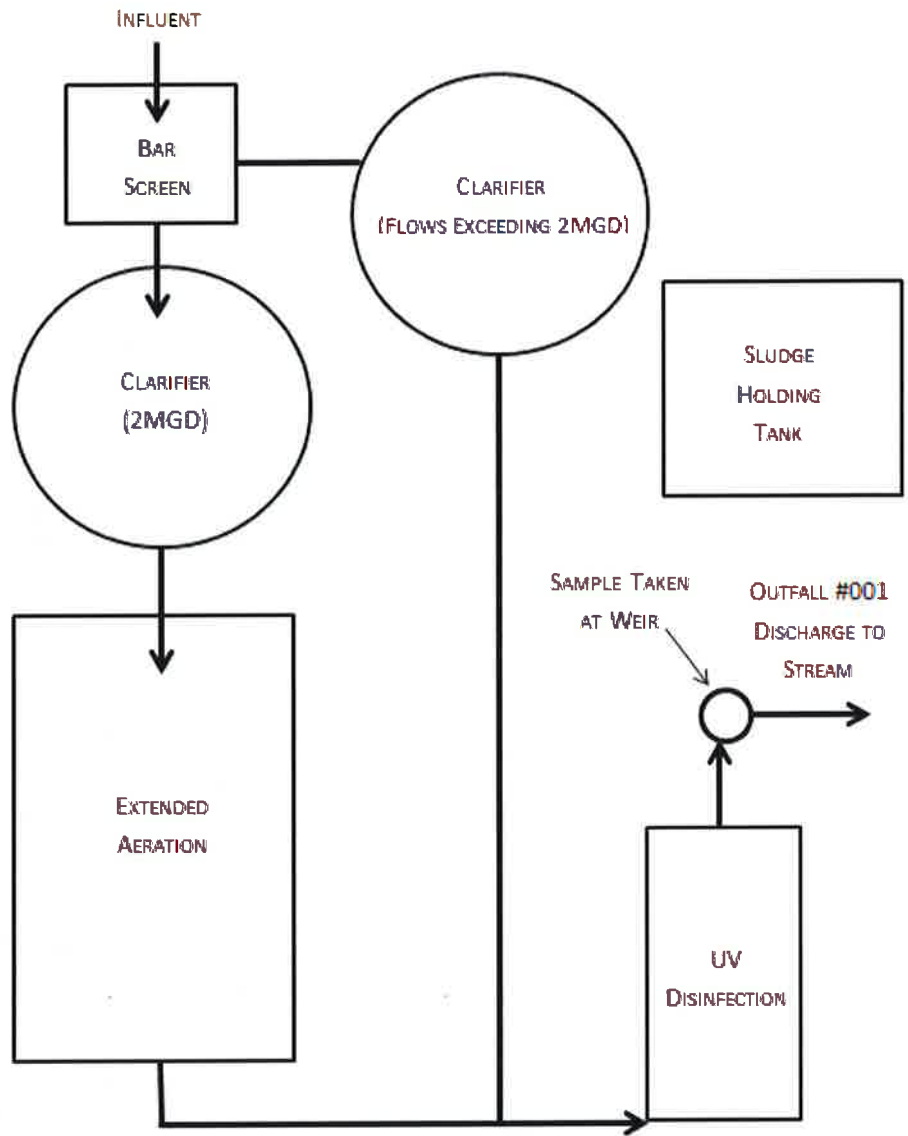 INFLUENT
BAR
SCREEN
CLARIFIER
(FLOWS EXCEEDING 2MGD)
CLARIFIER
(2MGD)
SLUDGE
HOLDING
TANK
SAMPLE TAKEN
AT WEIR
OUTFALL #001
DISCHARGE TO
STREAM
EXTENDED
AERATION
UV
DISINFECTION